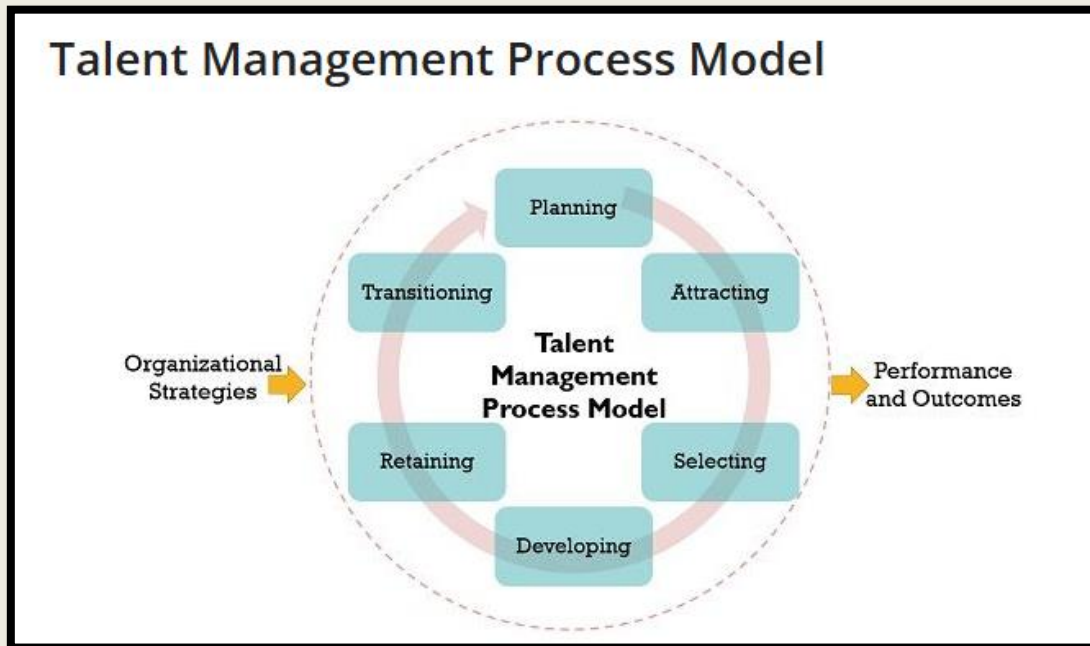 Talent Management Process Model
Planning
Transitioning
Attracting
Talent
Management
Process Model
Organizational
Strategies
Performance
and Outcomes
Retaining
Selecting
Developing